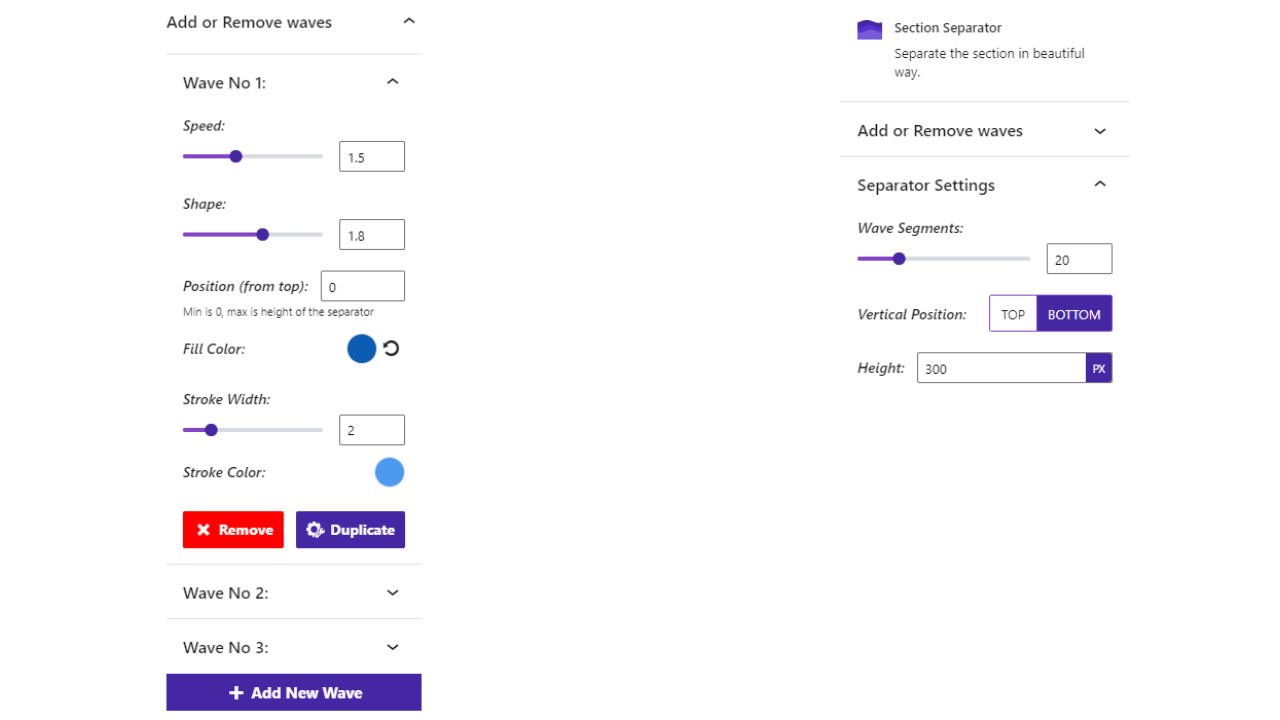 Add or Remove waves
Wave No 1:
Speed:
1.5
Shape:
1.8
Position (from top):
0
Min is 0, max is height of the separator
Fill Color:
Stroke Width:
2
Stroke Color:
Remove
Duplicate
Wave No 2:
Wave No 3:
Add New Wave
Section Separator
Separate the section in beautiful
way.
Add or Remove waves
Separator Settings
Wave Segments:
20
Vertical Position:
TOP
BOTTOM
Height:
300
PX